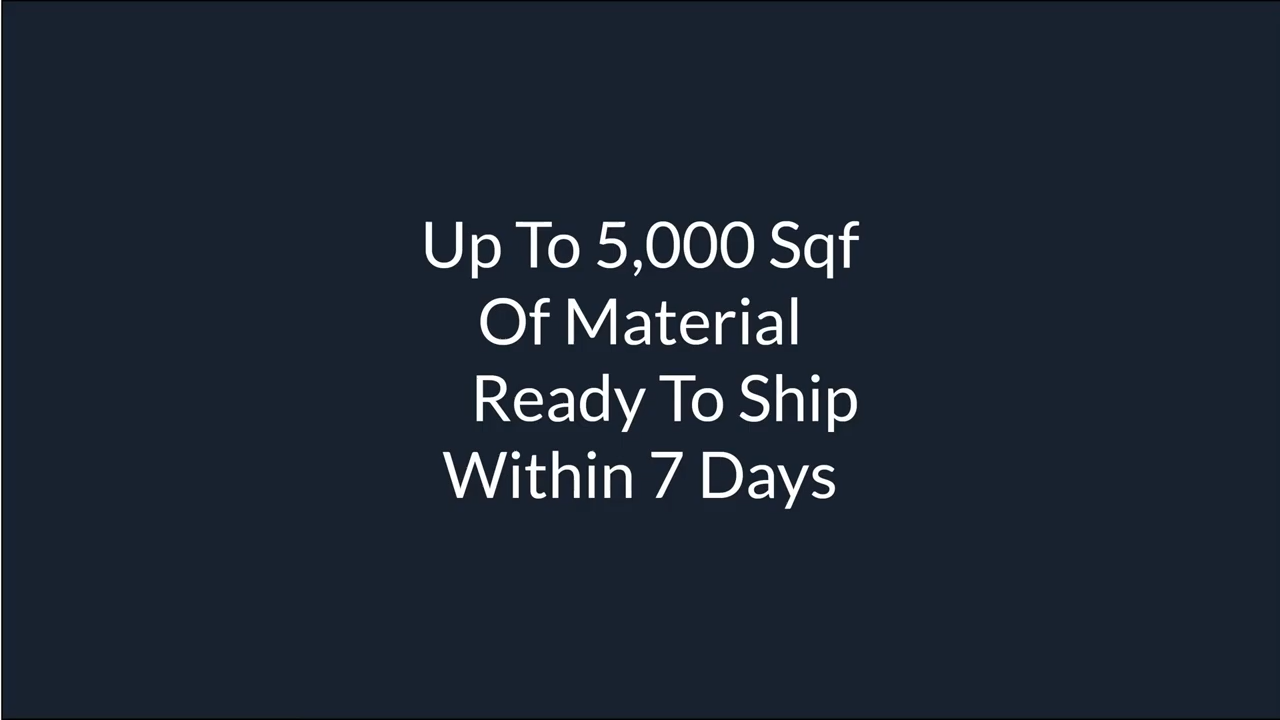 Up To 5,000 Sqf
Of Material
Ready To Ship
Within 7 Days